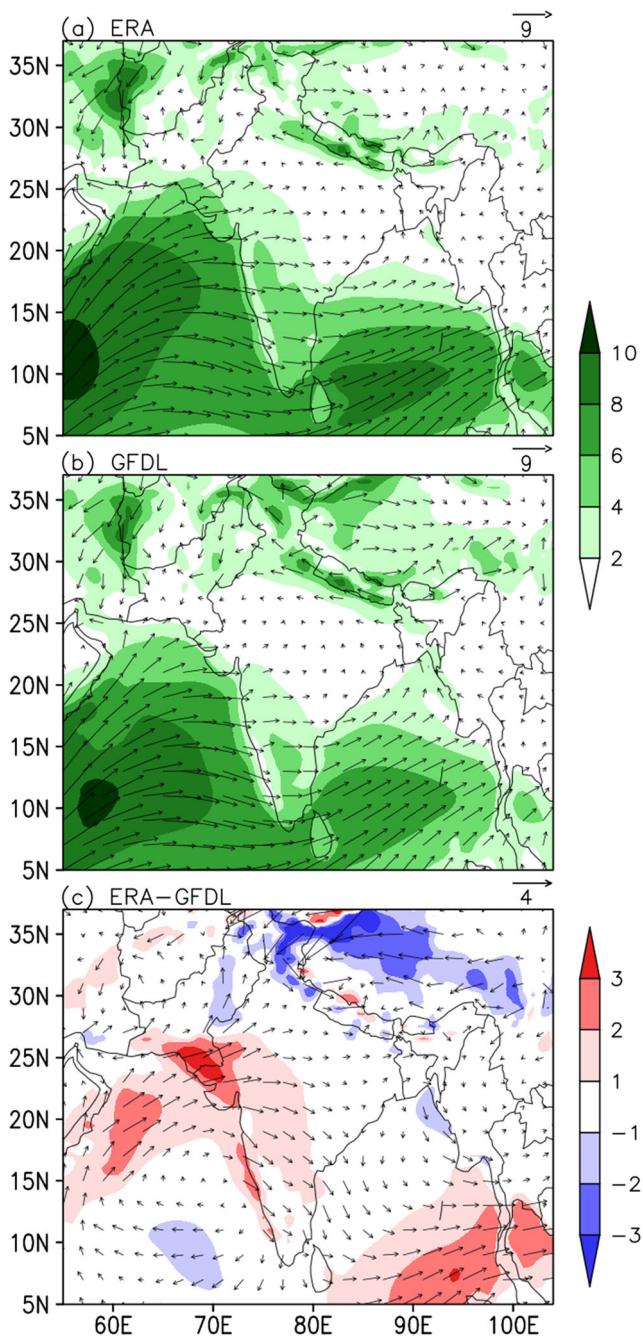 (a) ERA 9
35N
30N
25N
20N
15N
10N
5N
(b) GFDL 9
35N
30N
25N
20N
15N
10N
5N
10
8
6
4
2
(c) ERA−GFDL 4
35N
30N
25N
20N
15N
10N
5N
60E 70E 80E 90E 100E
3
2
1
−1
−2
−3